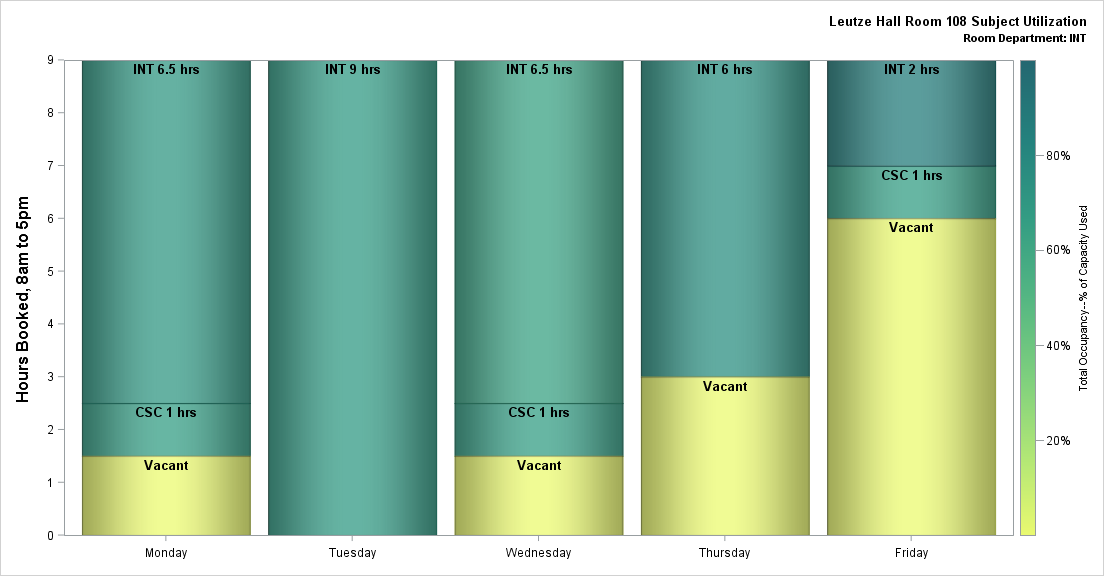 Leutze Hall Room 108 Subject Utilization
Room Department: INT
Hours Booked, 8am to 5pm
9
8
7
6
5
4
3
2
1
0
INT 6.5 hrs
CSC 1 hrs
Vacant
INT 9 hrs
INT 6.5 hrs
CSC 1 hrs
Vacant
INT 6 hrs
Vacant
INT 2 hrs
CSC 1 hrs
Vacant
Monday
Tuesday
Wednesday
Thursday
Friday
80%
60%
40%
20%
Total Occupancy--% of Capacity Used